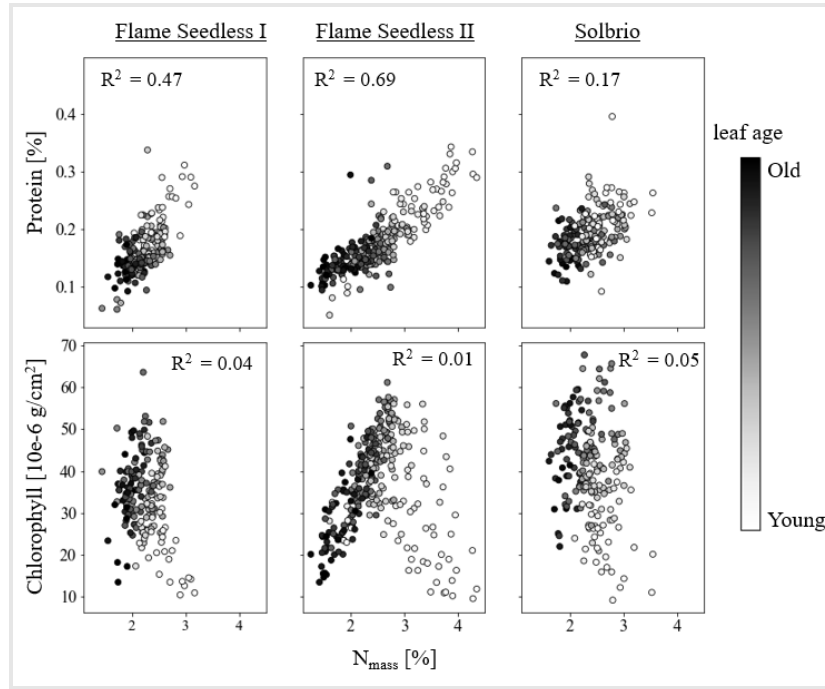 Flame Seedless I
Flame Seedless II
Solbrio
R² = 0.47
R² = 0.69
R² = 0.17
leaf age
Old
Young
Protein [%]
0.4
0.3
0.2
0.1
R² = 0.04
R² = 0.01
R² = 0.05
Chlorophyll [10e-6 g/cm²]
70
60
50
40
30
20
10
2 3 4
2 3 4
2 3 4
Nmass [%]